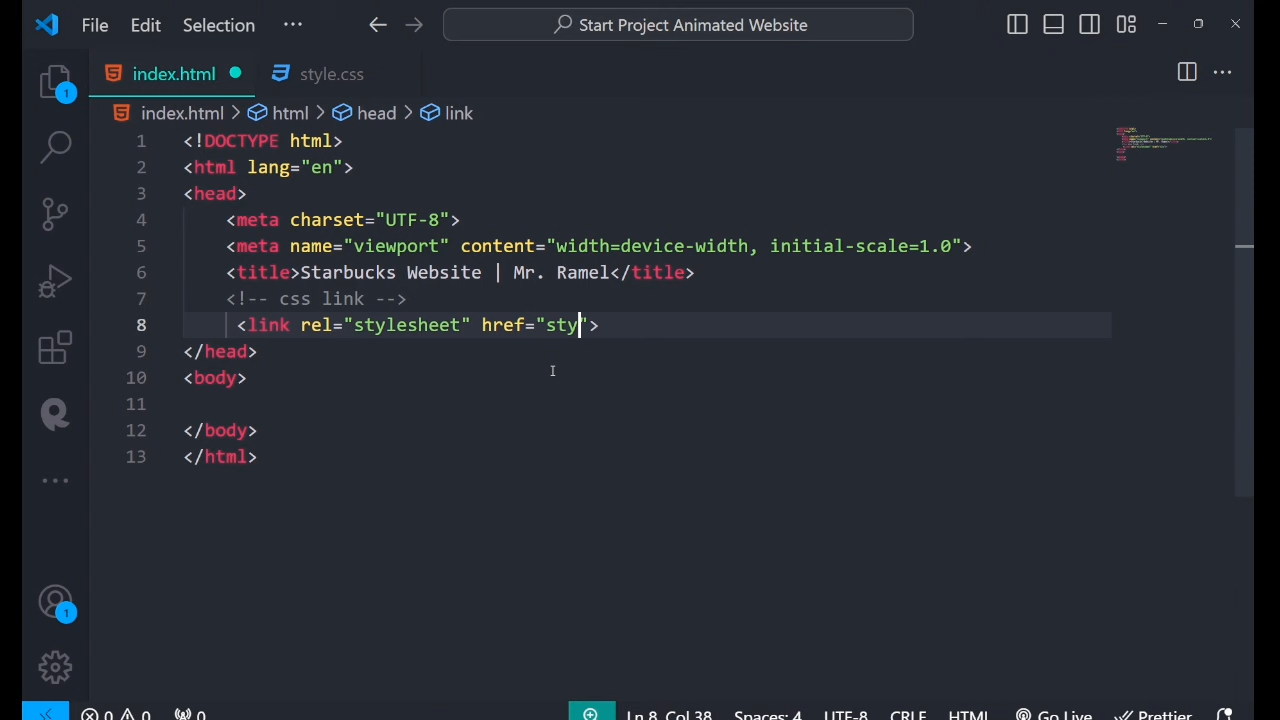 File Edit Selection ··· Start Project Animated Website
index.html style.css ···
index.html > html > head > link
1 <!DOCTYPE html>
2 <html lang="en">
3 <head>
4 <meta charset="UTF-8">
5 <meta name="viewport" content="width=device-width, initial-scale=1.0">
6 <title>Starbucks Website | Mr. Ramel</title>
7 <!-- css link -->
8 <link rel="stylesheet" href="sty">
9 </head>
10 <body>
11
12 </body>
13 </html>
1
1
0 0 0 Ln 8, Col 38 Spaces: 4 UTF-8 CRLF HTML Go Live Prettier